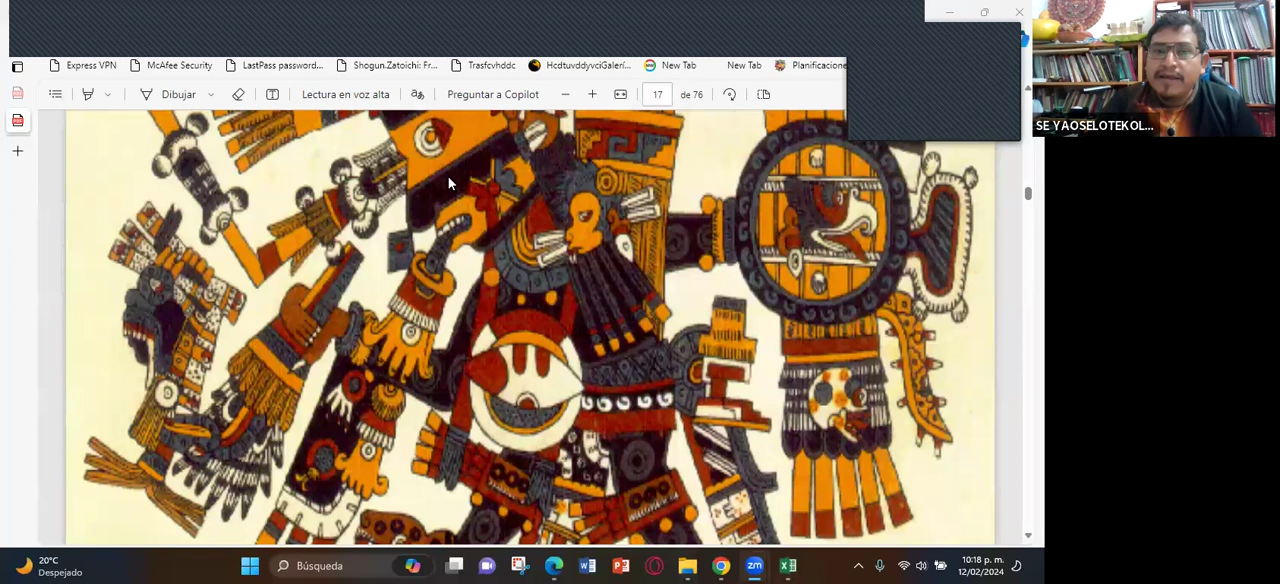 Express VPN McAfee Security LastPass password... Shogun.Zatoichi: Fr... Trasfcvhddc HcdtuvddyvciGalerí... New Tab New Tab Planificacione
Dibujar Lectura en voz alta Preguntar a Copilot 17 de 76
SE YAOSELOTEKOL...
20°C
Despejado
Búsqueda
zm
10:18 p. m.
12/02/2024